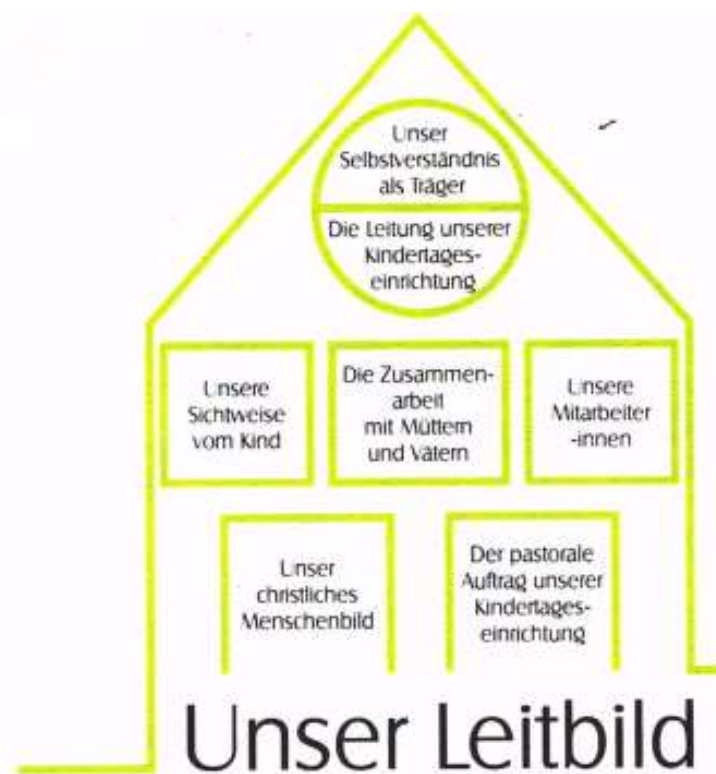 Unser
Selbstverständnis
als Träger
Die Leitung unserer
Kindertages-
einrichtung
Unsere
Sichtweise
vom Kind
Die Zusammen-
arbeit
mit Müttern
und Vätern
Unsere
Mitarbeiter
-innen
Unser
christliches
Menschenbild
Der pastorale
Auftrag unserer
Kindertages-
einrichtung
Unser Leitbild